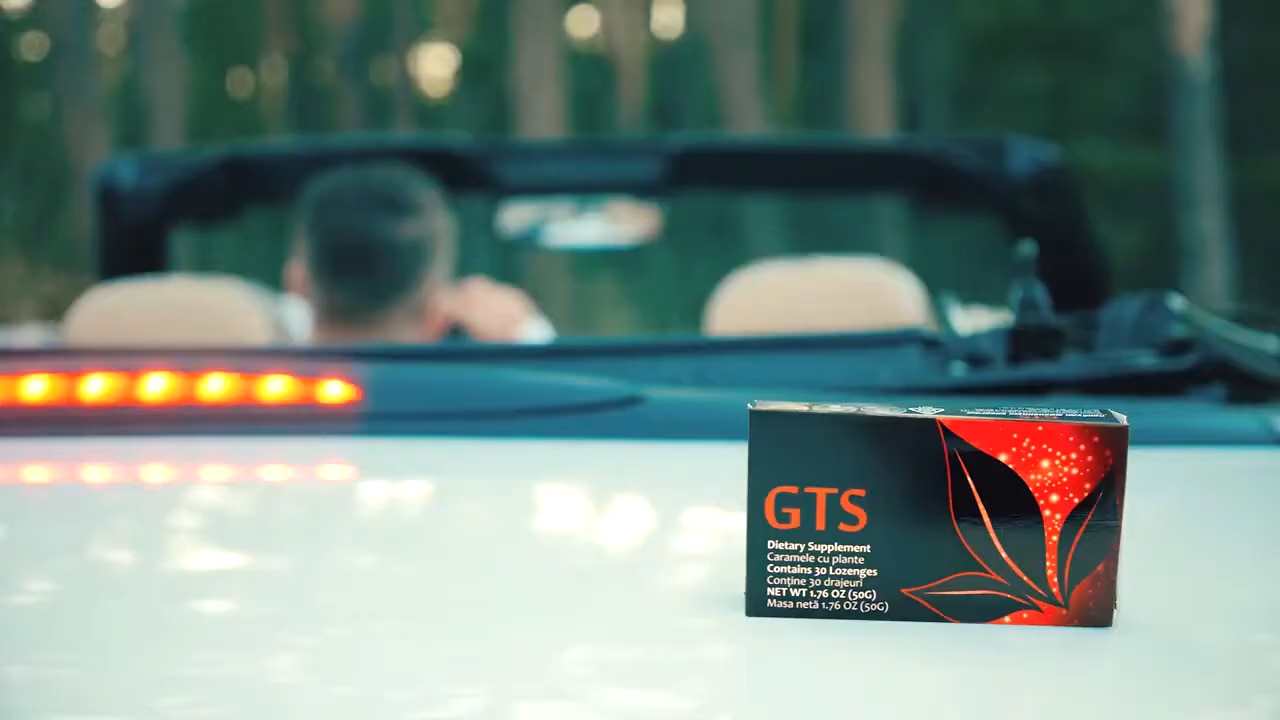 GTS
Dietary Supplement
Caramele cu plante
Contains 30 Lozenges
Conține 30 drajeuri
NET WT 1.76 OZ (50G)
Masa netă 1.76 OZ (50G)